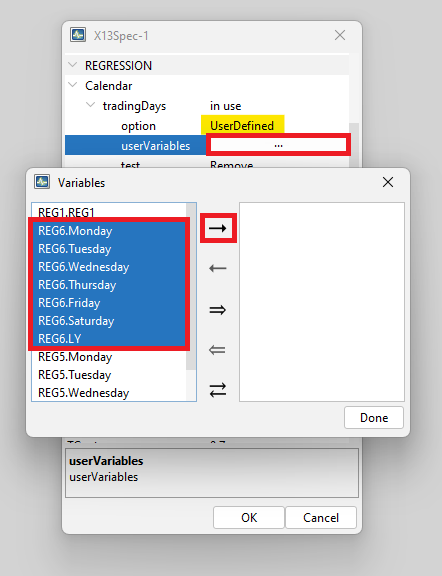 X13Spec-1
REGRESSION
Calendar
tradingDays in use
option UserDefined
userVariables ...
test Remove
Variables
REG1.REG1
REG6.Monday
REG6.Tuesday
REG6.Wednesday
REG6.Thursday
REG6.Friday
REG6.Saturday
REG6.LY
REG5.Monday
REG5.Tuesday
REG5.Wednesday
Done
userVariables
userVariables
OK Cancel